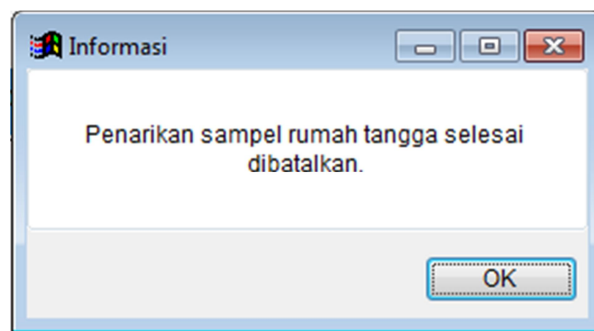 Informasi
Penarikan sampel rumah tangga selesai
dibatalkan.
OK